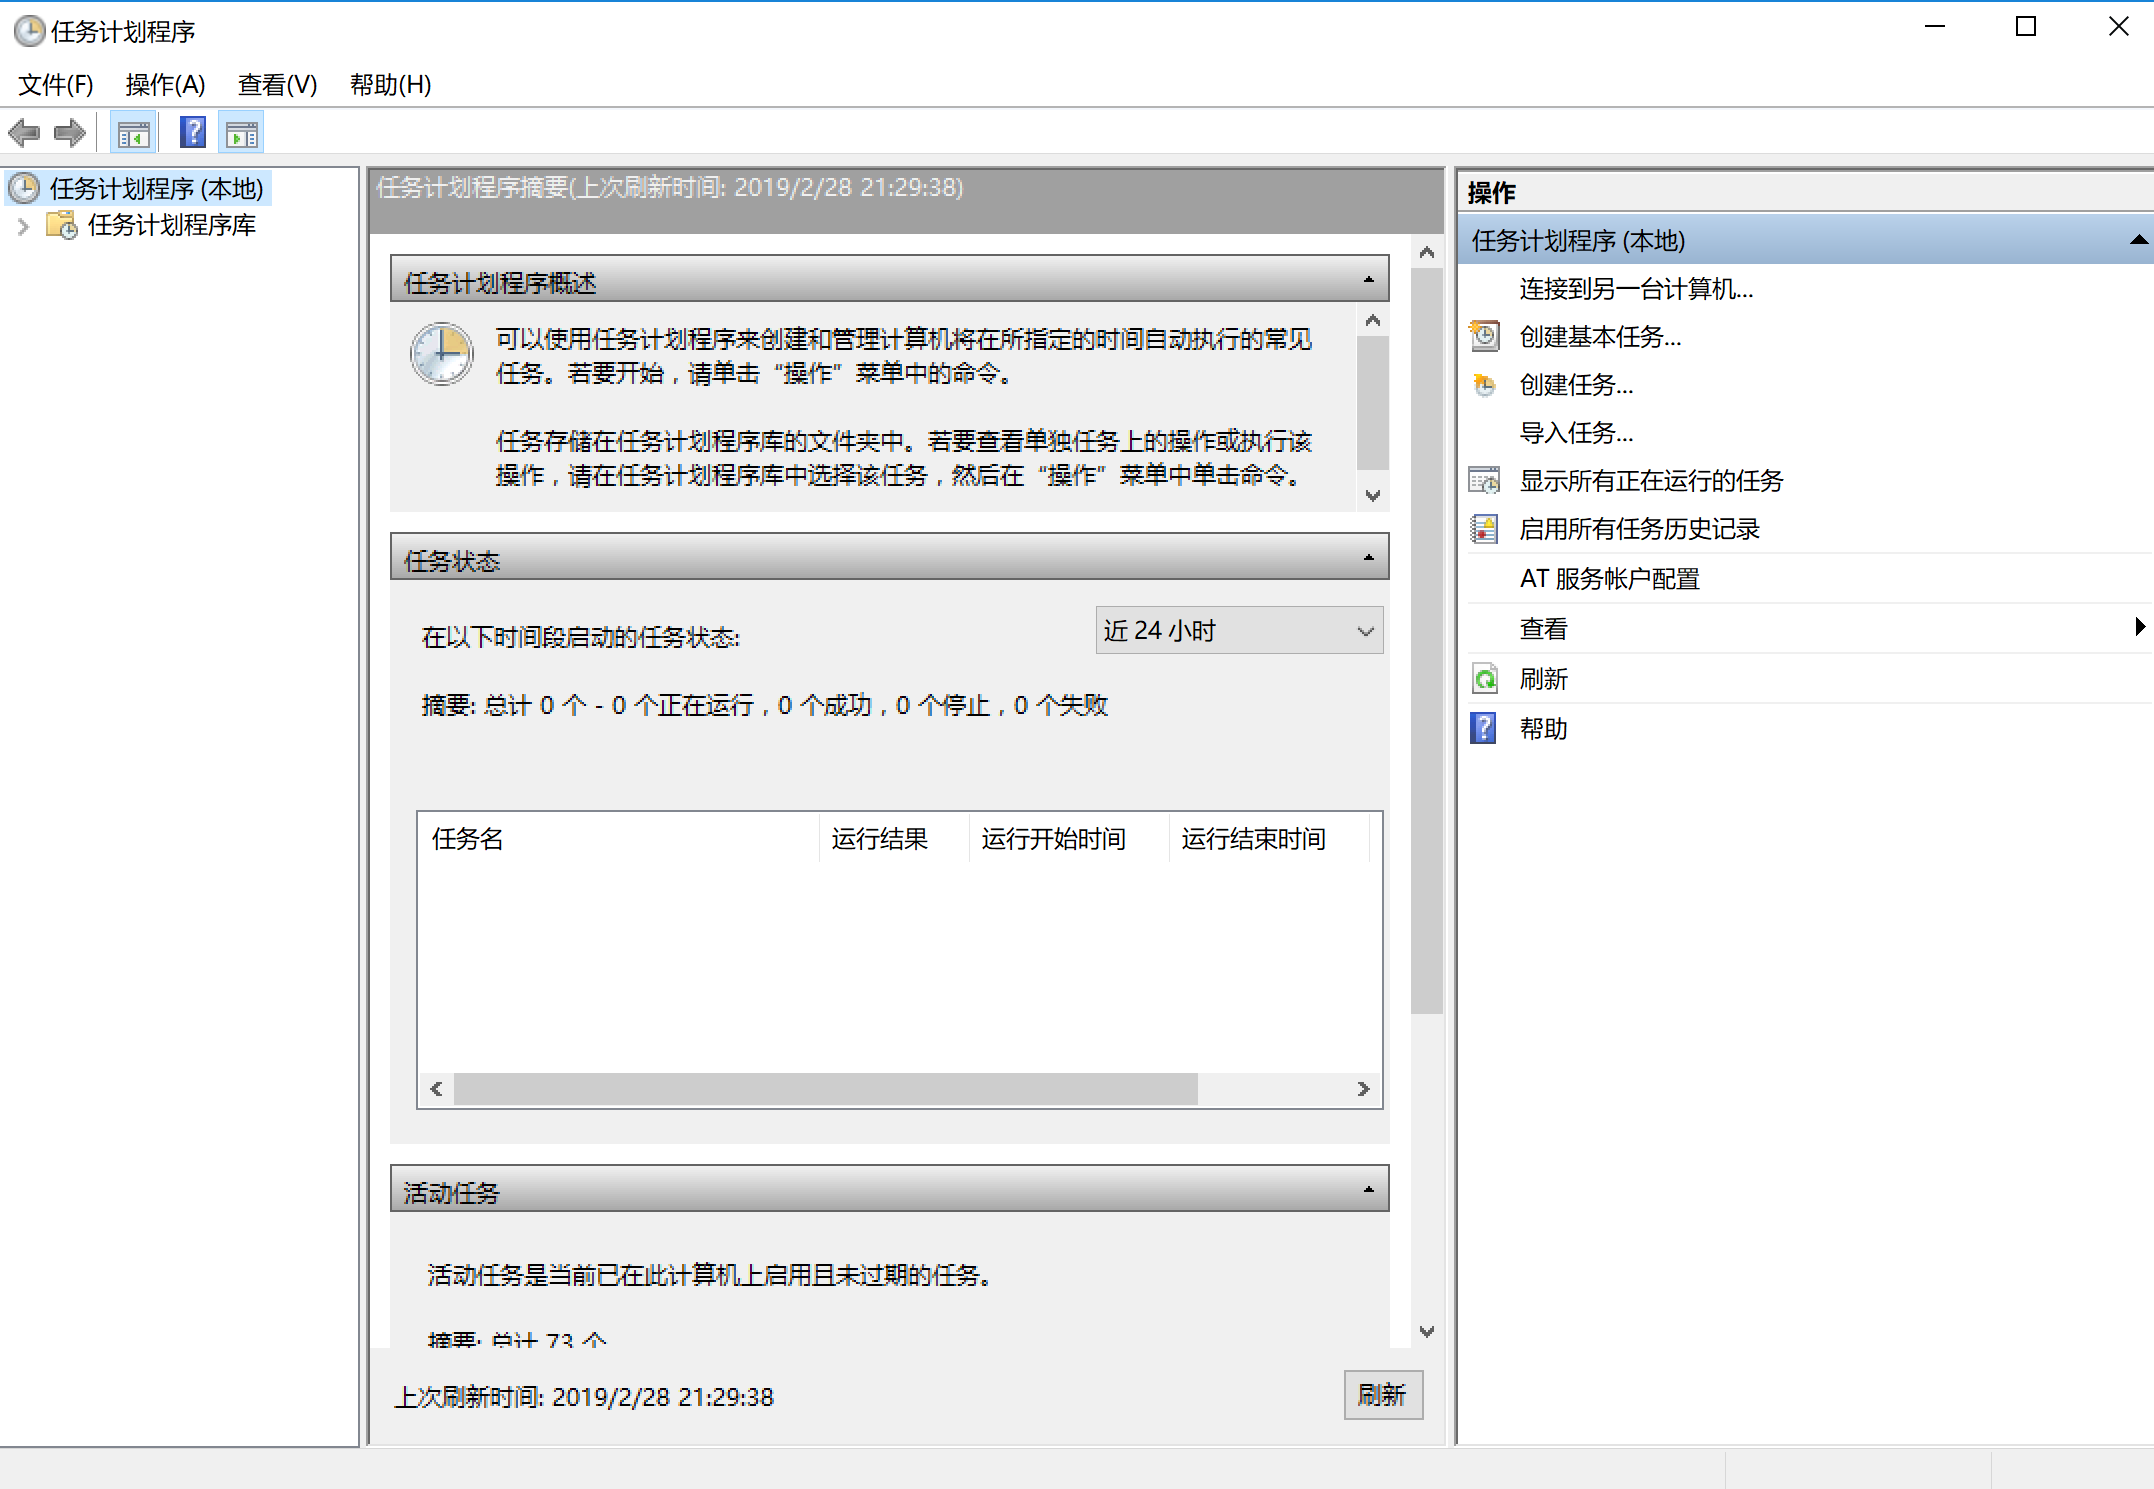 任务计划程序
文件(F) 操作(A) 查看(V) 帮助(H)
任务计划程序 (本地)
任务计划程序库
任务计划程序摘要(上次刷新时间: 2019/2/28 21:29:38)
任务计划程序概述
可以使用任务计划程序来创建和管理计算机将在所指定的时间自动执行的常见
任务。若要开始，请单击“操作”菜单中的命令。
任务存储在任务计划程序库的文件夹中。若要查看单独任务上的操作或执行该
操作，请在任务计划程序库中选择该任务，然后在“操作”菜单中单击命令。
任务状态
在以下时间段启动的任务状态:
近 24 小时
摘要: 总计 0 个 - 0 个正在运行，0 个成功，0 个停止，0 个失败
任务名 运行结果 运行开始时间 运行结束时间
活动任务
活动任务是当前已在此计算机上启用且未过期的任务。
摘要: 总计 73 个
上次刷新时间: 2019/2/28 21:29:38
刷新
操作
任务计划程序 (本地)
连接到另一台计算机...
创建基本任务...
创建任务...
导入任务...
显示所有正在运行的任务
启用所有任务历史记录
AT 服务帐户配置
查看
刷新
帮助